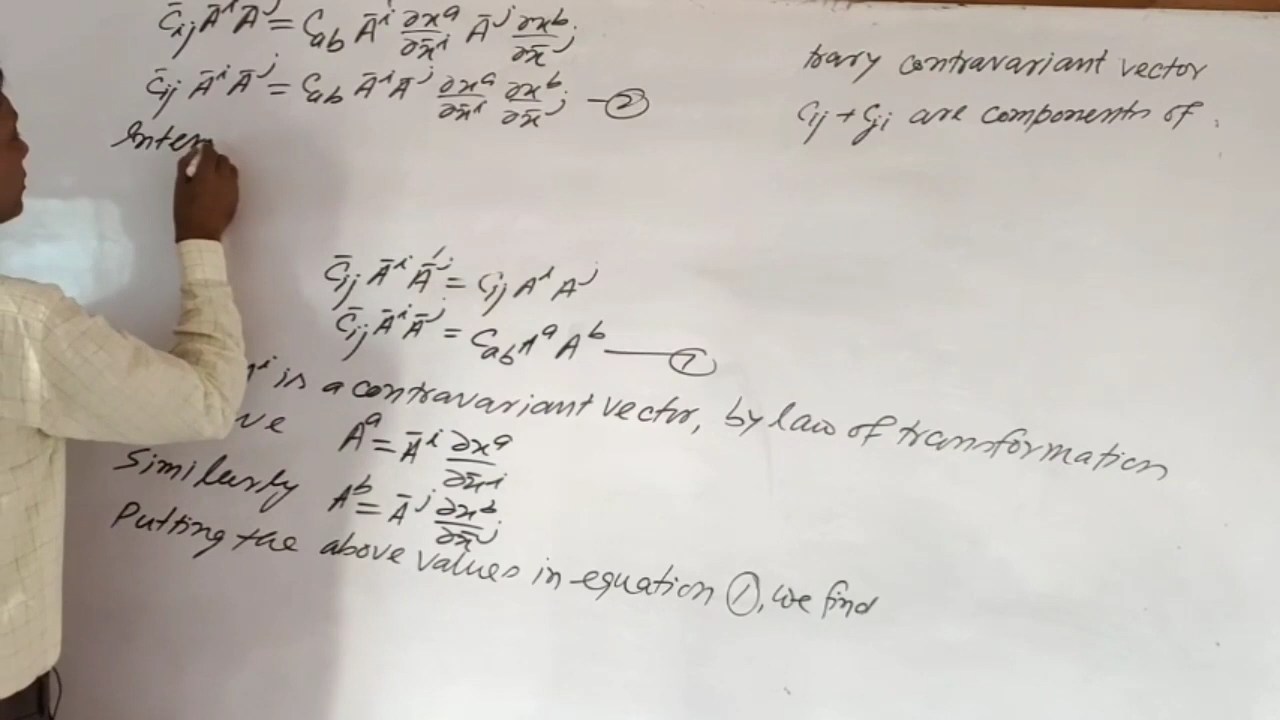 C̄ij Āⁱ Āʲ = Cab Āⁱ ∂xᵃ/∂x̄ⁱ Āʲ ∂xᵇ/∂x̄ʲ
C̄ij Āⁱ Āʲ = Cab Āⁱ Āʲ ∂xᵃ/∂x̄ⁱ ∂xᵇ/∂x̄ʲ —②
Inter
trary contravariant vector
Cij + Cji are components of
C̄ij Āⁱ Āʲ = Cij Aⁱ Aʲ
C̄ij Āⁱ Āʲ = Cab Aᵃ Aᵇ —①
is a contravariant vector, by law of transformation
ve Aᵃ = Āⁱ ∂xᵃ/∂x̄ⁱ
Similarly Aᵇ = Āʲ ∂xᵇ/∂x̄ʲ
Putting the above values in equation ①, we find